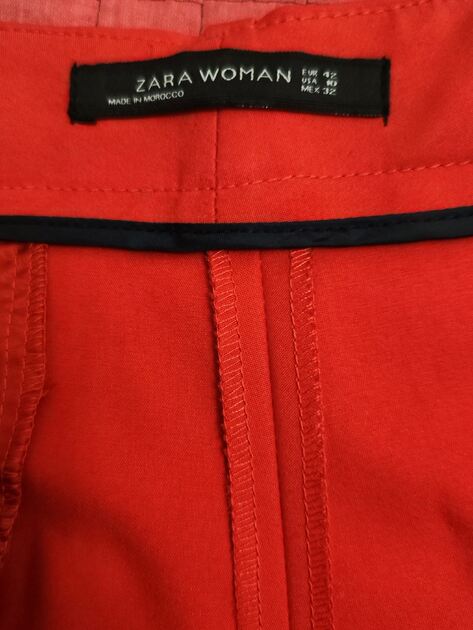 ZARA WOMAN
MADE IN MOROCCO
EUR 42
USA 10
MEX 32